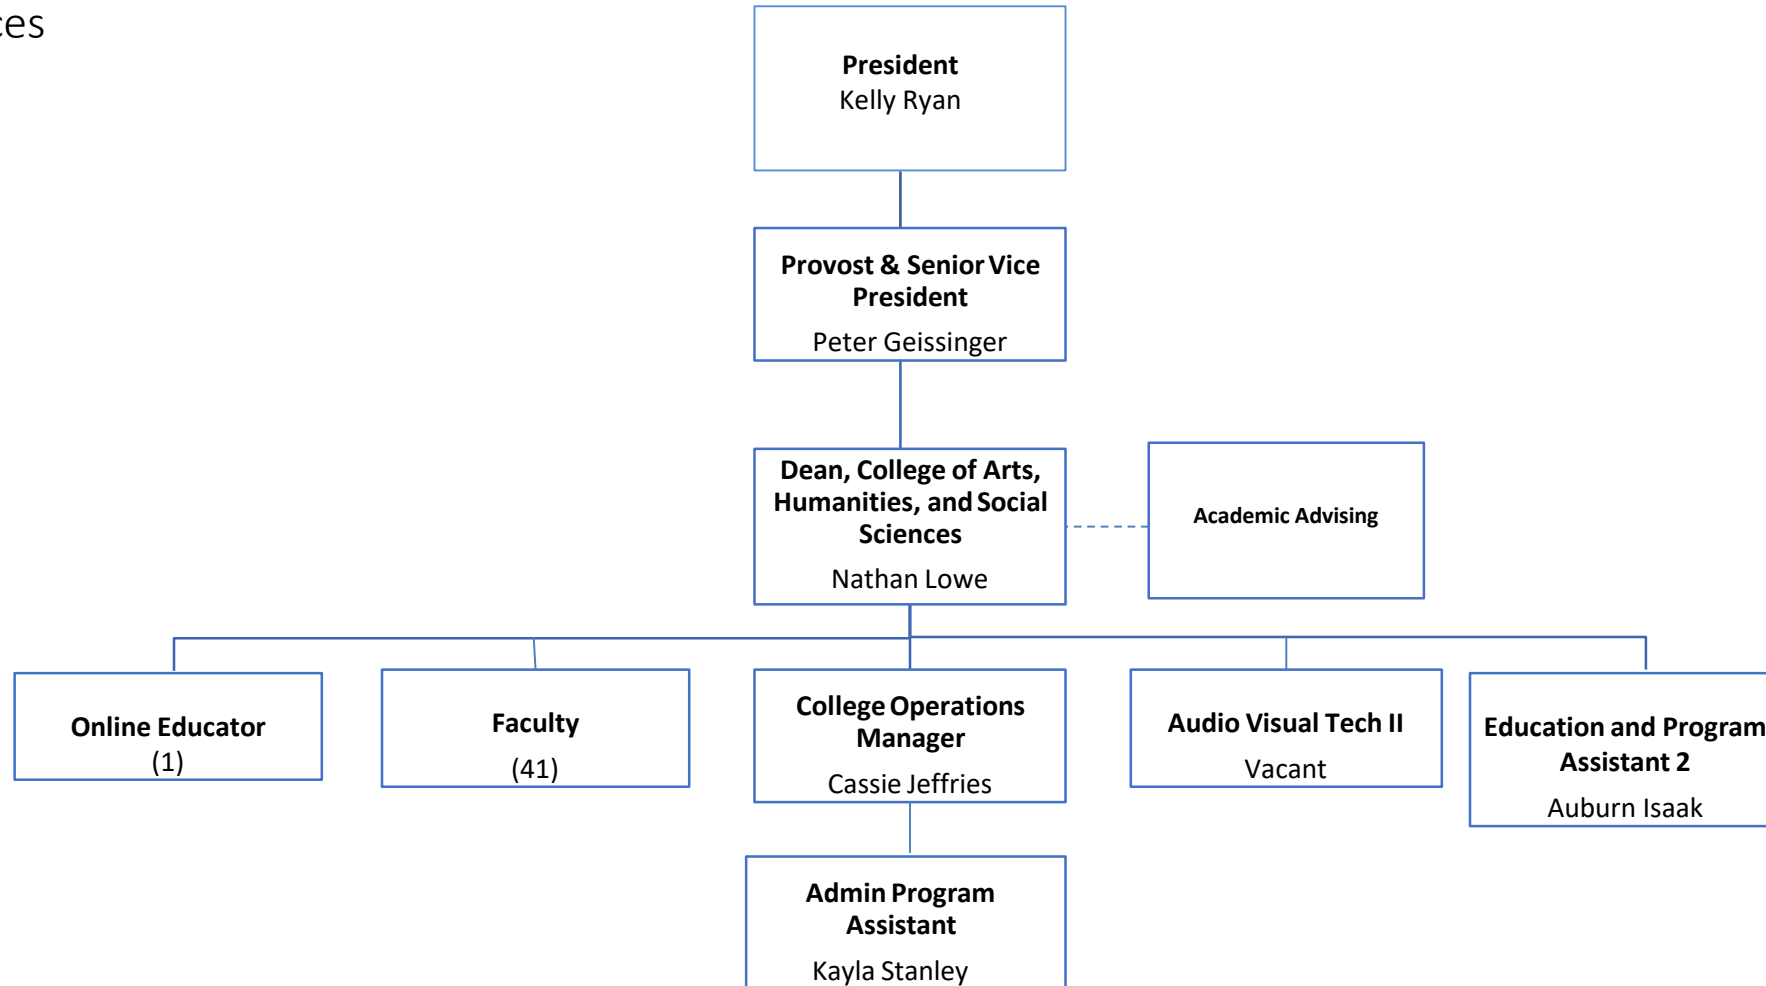 President
Kelly Ryan
Provost & Senior Vice
President
Peter Geissinger
Dean, College of Arts,
Humanities, and Social
Sciences
Nathan Lowe
Academic Advising
Online Educator
(1)
Faculty
(41)
College Operations
Manager
Cassie Jeffries
Audio Visual Tech II
Vacant
Education and Program
Assistant 2
Auburn Isaak
Admin Program
Assistant
Kayla Stanley